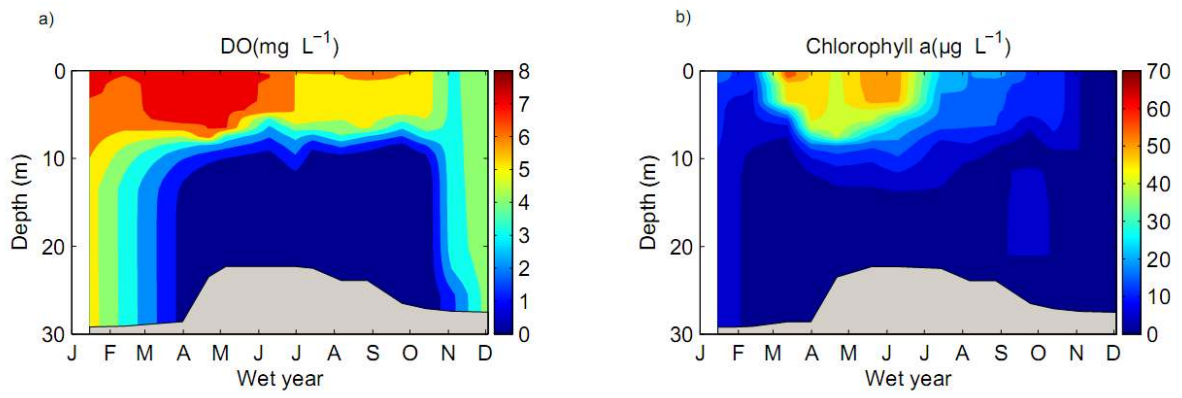 a)
DO(mg L⁻¹)
0
10
20
30
Depth (m)
J F M A M J J A S O N D
Wet year
8
7
6
5
4
3
2
1
0
b)
Chlorophyll a(µg L⁻¹)
0
10
20
30
Depth (m)
J F M A M J J A S O N D
Wet year
70
60
50
40
30
20
10
0